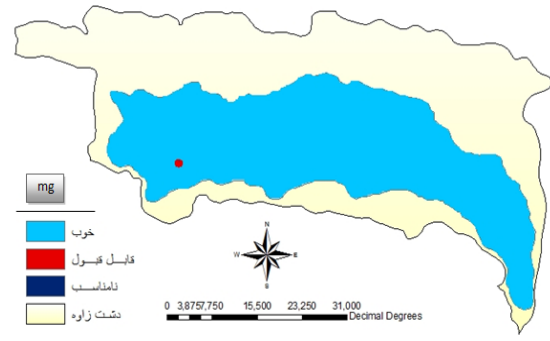 mg
خوب
قابل قبول
نامناسب
دشت زاوه
N
W E
S
0 3,8757,750 15,500 23,250 31,000
Decimal Degrees